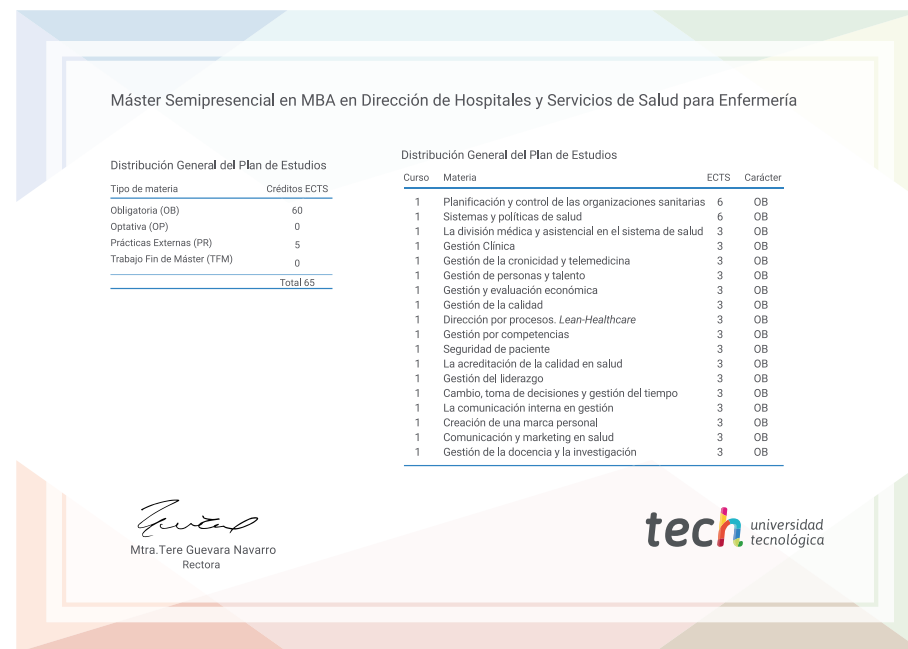 Máster Semipresencial en MBA en Dirección de Hospitales y Servicios de Salud para Enfermería
Distribución General del Plan de Estudios
Tipo de materia Créditos ECTS
Obligatoria (OB) 60
Optativa (OP) 0
Prácticas Externas (PR) 5
Trabajo Fin de Máster (TFM) 0
Total 65
Distribución General del Plan de Estudios
Curso Materia ECTS Carácter
1 Planificación y control de las organizaciones sanitarias 6 OB
1 Sistemas y políticas de salud 6 OB
1 La división médica y asistencial en el sistema de salud 3 OB
1 Gestión Clínica 3 OB
1 Gestión de la cronicidad y telemedicina 3 OB
1 Gestión de personas y talento 3 OB
1 Gestión y evaluación económica 3 OB
1 Gestión de la calidad 3 OB
1 Dirección por procesos. Lean-Healthcare 3 OB
1 Gestión por competencias 3 OB
1 Seguridad de paciente 3 OB
1 La acreditación de la calidad en salud 3 OB
1 Gestión del liderazgo 3 OB
1 Cambio, toma de decisiones y gestión del tiempo 3 OB
1 La comunicación interna en gestión 3 OB
1 Creación de una marca personal 3 OB
1 Comunicación y marketing en salud 3 OB
1 Gestión de la docencia y la investigación 3 OB
Mtra.Tere Guevara Navarro
Rectora
tech universidad
tecnológica